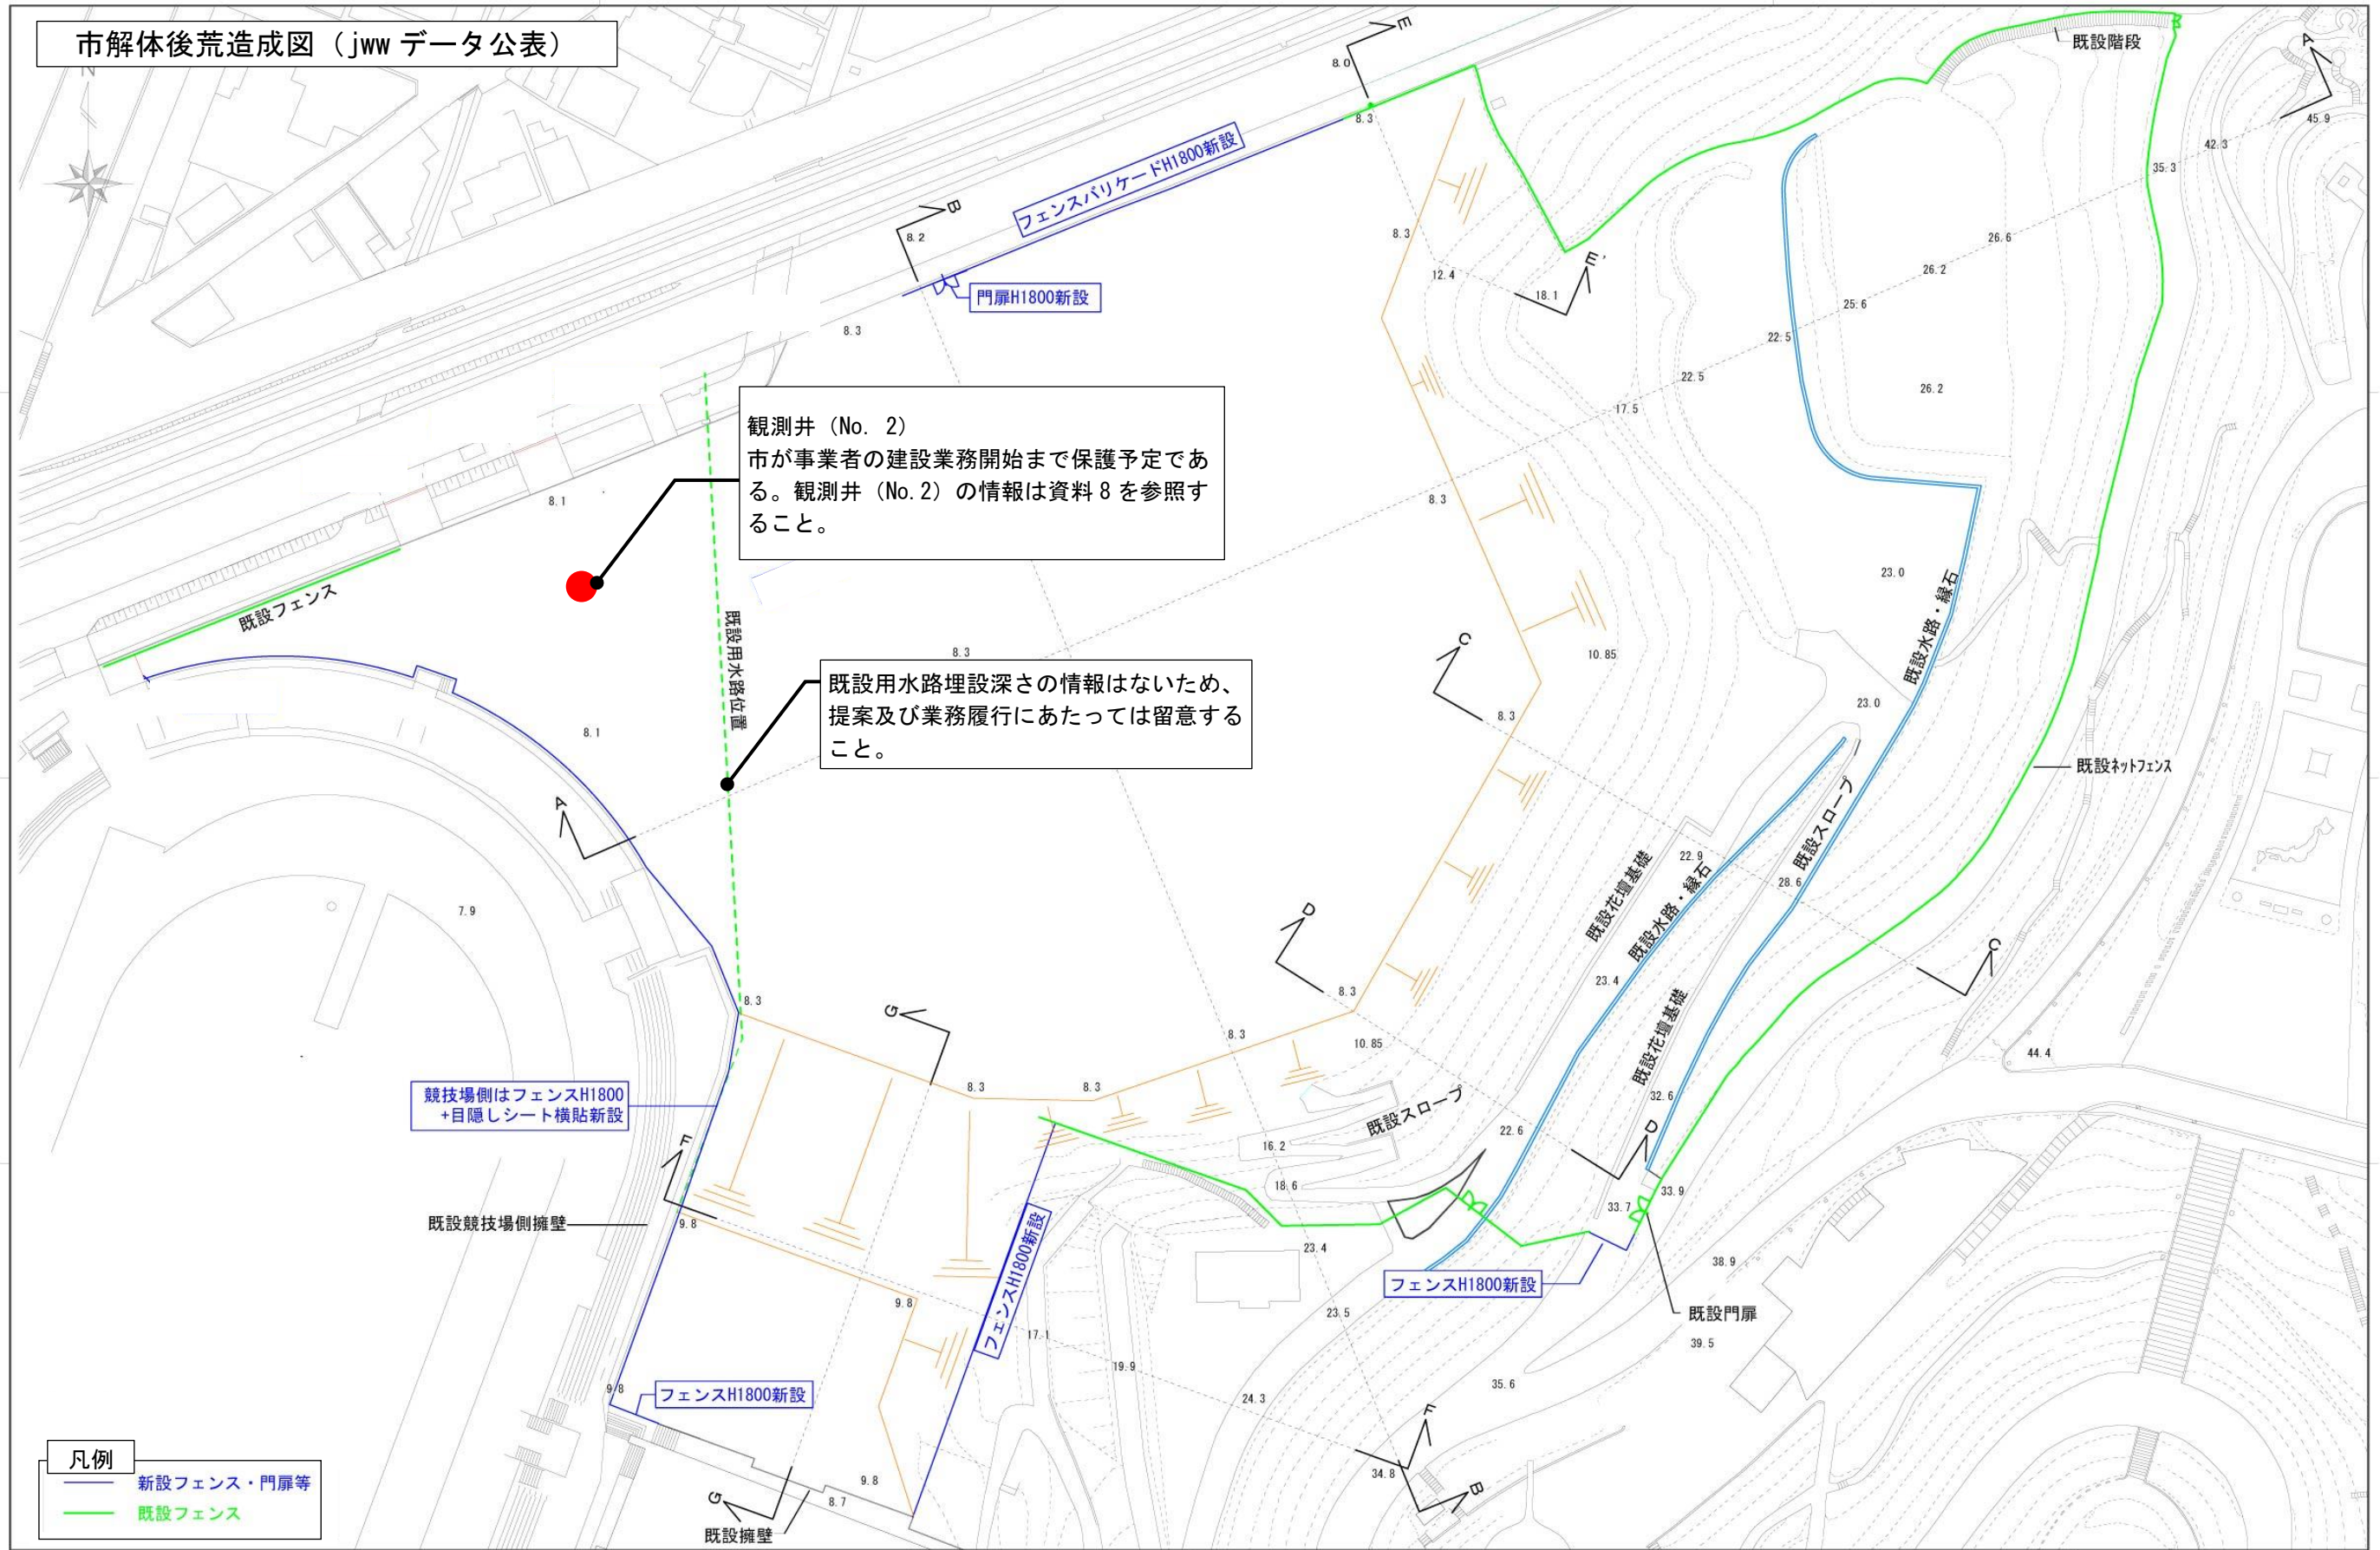 市解体後荒造成図（jww データ公表）
N
E
8.0
既設階段
A
45.9
8.3
42.3
35.3
フェンスバリケードH1800新設
B
8.2
8.3
26.6
12.4
E'
26.2
門扉H1800新設
18.1
25.6
8.3
22.5
22.5
26.2
17.5
観測井（No. 2）
市が事業者の建設業務開始まで保護予定であ
る。観測井（No.2）の情報は資料 8 を参照す
ること。
8.1
8.3
23.0
既設フェンス
既設用水路位置
既設水路・縁石
8.3
C
10.85
既設用水路埋設深さの情報はないため、
提案及び業務履行にあたっては留意する
こと。
23.0
8.3
8.1
既設ネットフェンス
A
既設スロープ
22.9
28.6
既設花壇基礎
既設水路・縁石
7.9
D
C
23.4
8.3
8.3
G
既設花壇基礎
8.3
10.85
44.4
8.3
8.3
競技場側はフェンスH1800
+目隠しシート横貼新設
32.6
既設スロープ
22.6
F
16.2
D
18.6
33.9
33.7
既設競技場側擁壁
9.8
23.4
フェンスH1800新設
38.9
フェンスH1800新設
9.8
23.5
既設門扉
17.1
39.5
19.9
9.8
フェンスH1800新設
35.6
24.3
F
凡例
新設フェンス・門扉等
既設フェンス
34.8
9.8
B
G
8.7
既設擁壁